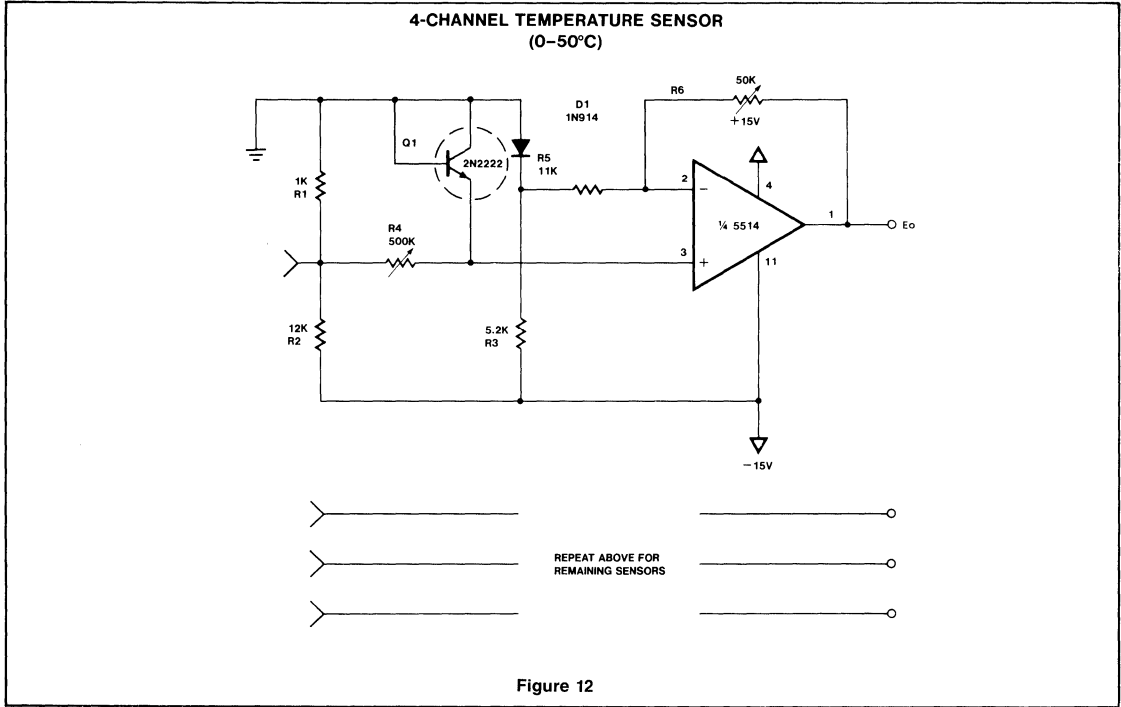 4-CHANNEL TEMPERATURE SENSOR
(0–50°C)
50K
R6
+15V
D1
1N914
Q1
2N2222
R5
11K
1K
R1
2
−
4
¼ 5514
1
Eo
R4
500K
3
+
11
12K
R2
5.2K
R3
−15V
REPEAT ABOVE FOR
REMAINING SENSORS
Figure 12